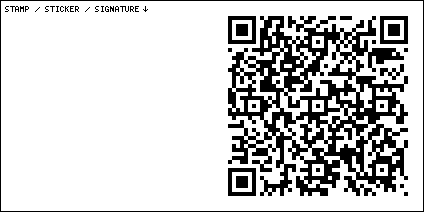 STAMP / STICKER / SIGNATURE ↓